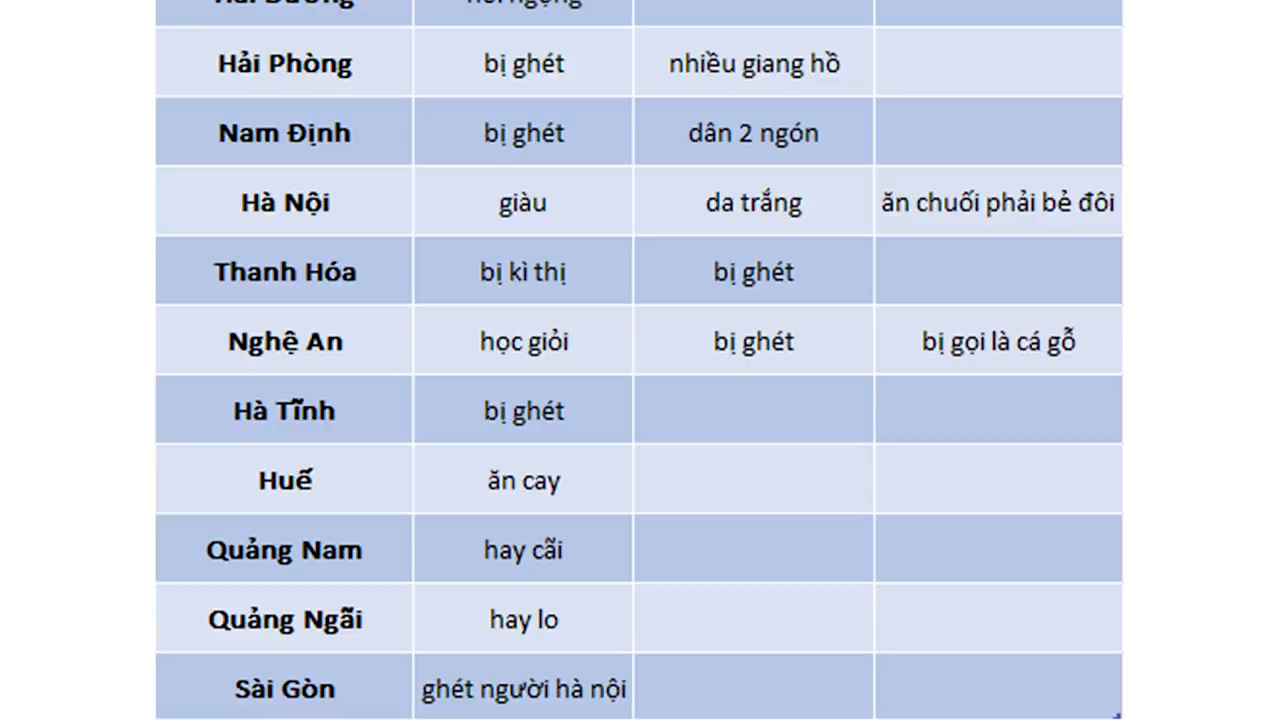 Hải Phòng bị ghét nhiều giang hồ
Nam Định bị ghét dân 2 ngón
Hà Nội giàu da trắng ăn chuối phải bẻ đôi
Thanh Hóa bị kì thị bị ghét
Nghệ An học giỏi bị ghét bị gọi là cá gỗ
Hà Tĩnh bị ghét
Huế ăn cay
Quảng Nam hay cãi
Quảng Ngãi hay lo
Sài Gòn ghét người hà nội